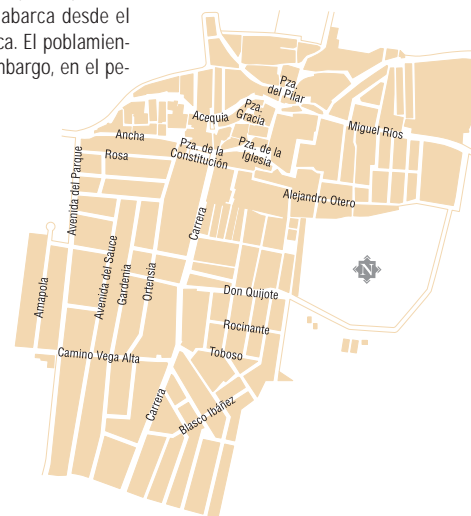 abarca desde el
ca. El poblamien-
mbargo, en el pe-
Pza.
del Pilar
Pza.
Gracia
Acequia
Miguel Ríos
Ancha
Pza. de la
Constitución
Pza. de la
Iglesia
Rosa
Alejandro Otero
Avenida del Parque
Carrera
Avenida del Sauce
Gardenia
Ortensia
Amapola
Don Quijote
Rocinante
Toboso
Camino Vega Alta
Carrera
Blasco Ibáñez
N